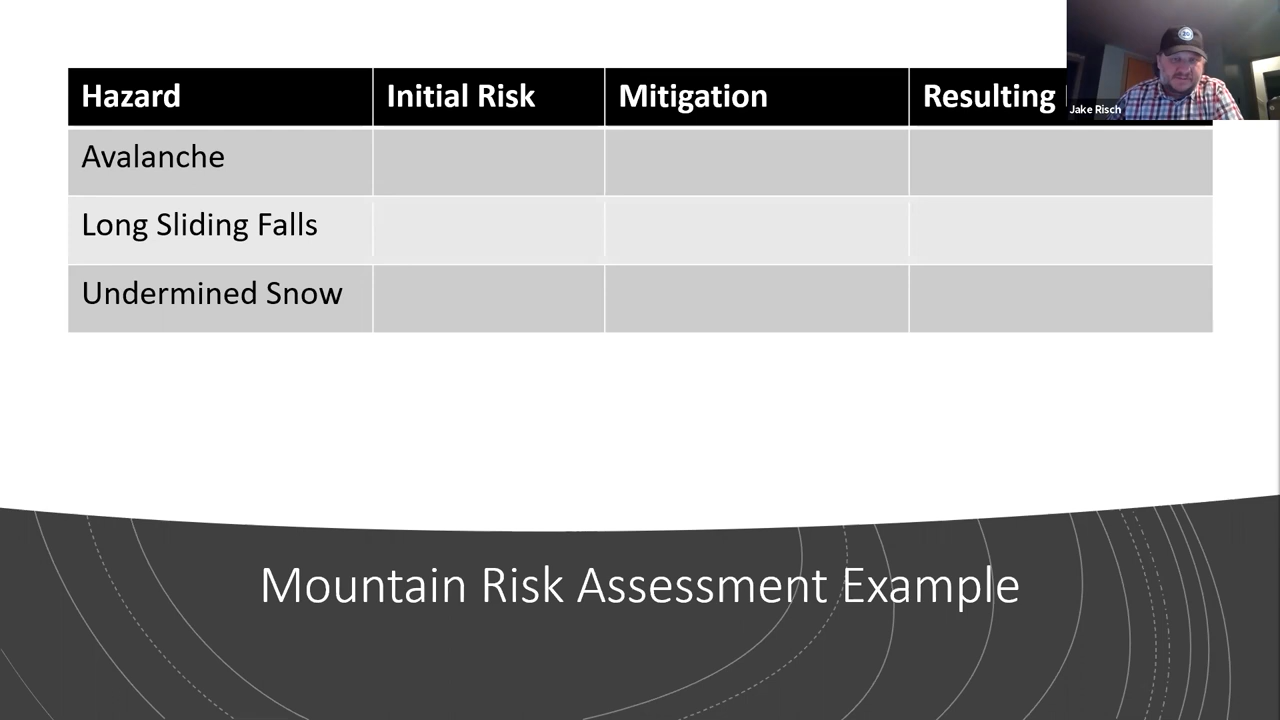 Hazard Initial Risk Mitigation Resulting
Jake Risch
Avalanche
Long Sliding Falls
Undermined Snow
Mountain Risk Assessment Example